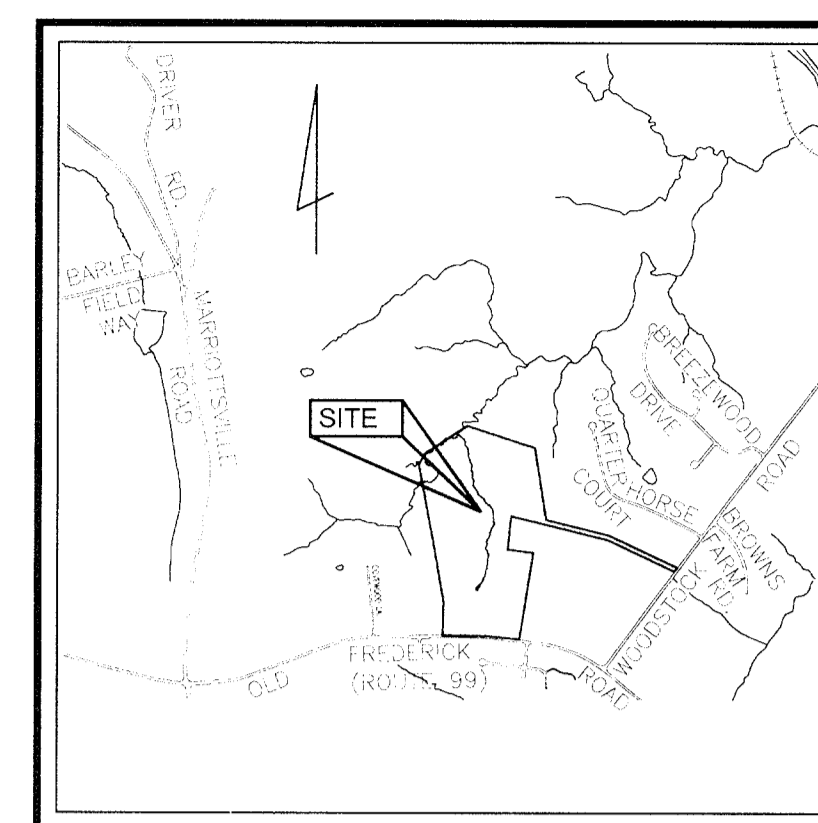 DRIVER RD.
BARLEY
FIELD
WAY
MARRIOTTSVILLE
ROAD
SITE
BREEZEWOOD
DRIVE
ROAD
QUARTER HORSE
COURT
BROWNS
FARM
RD.
WOODSTOCK
OLD
FREDERICK
(ROUTE 99)
ROAD